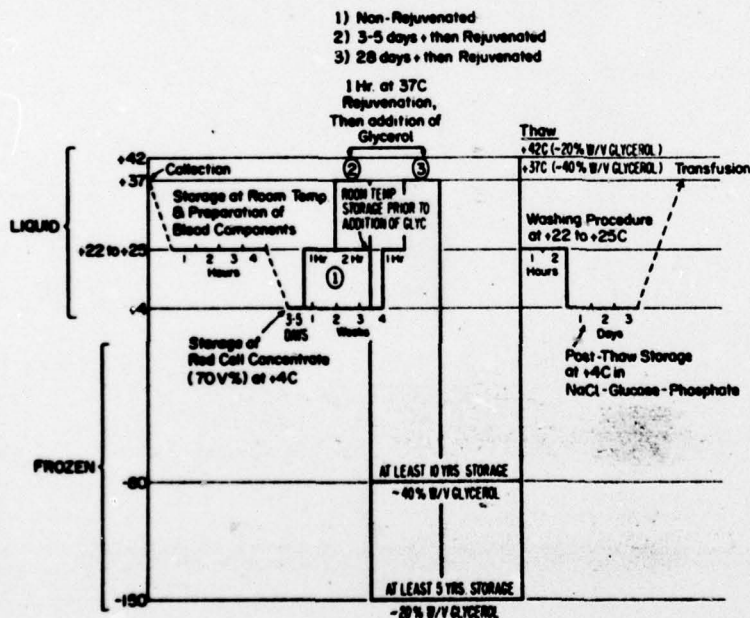 1) Non-Rejuvenated
2) 3-5 days + then Rejuvenated
3) 28 days + then Rejuvenated
1 Hr. at 37C
Rejuvenation,
Then addition of
Glycerol
Thaw
+42C (~20% W/V GLYCEROL)
+37C (~40% W/V GLYCEROL)
Transfusion
+42
+37
Collection
2
3
Storage at Room Temp
& Preparation of
Blood Components
ROOM TEMP
STORAGE PRIOR TO
ADDITION OF GLYC
Washing Procedure
at +22 to +25C
LIQUID
+22 to +25
1 2 3 4
Hours
1 Hr
2 Hr
1 Hr
1
1 2
Hours
+4
3-5
DAYS
1 2 3 4
Weeks
1 2 3
Days
Storage of
Red Cell Concentrate
(70V%) at +4C
Post-Thaw Storage
at +4C in
NaCl-Glucose-Phosphate
FROZEN
AT LEAST 10 YRS. STORAGE
-80
~40% W/V GLYCEROL
AT LEAST 5 YRS. STORAGE
-150
~20% W/V GLYCEROL